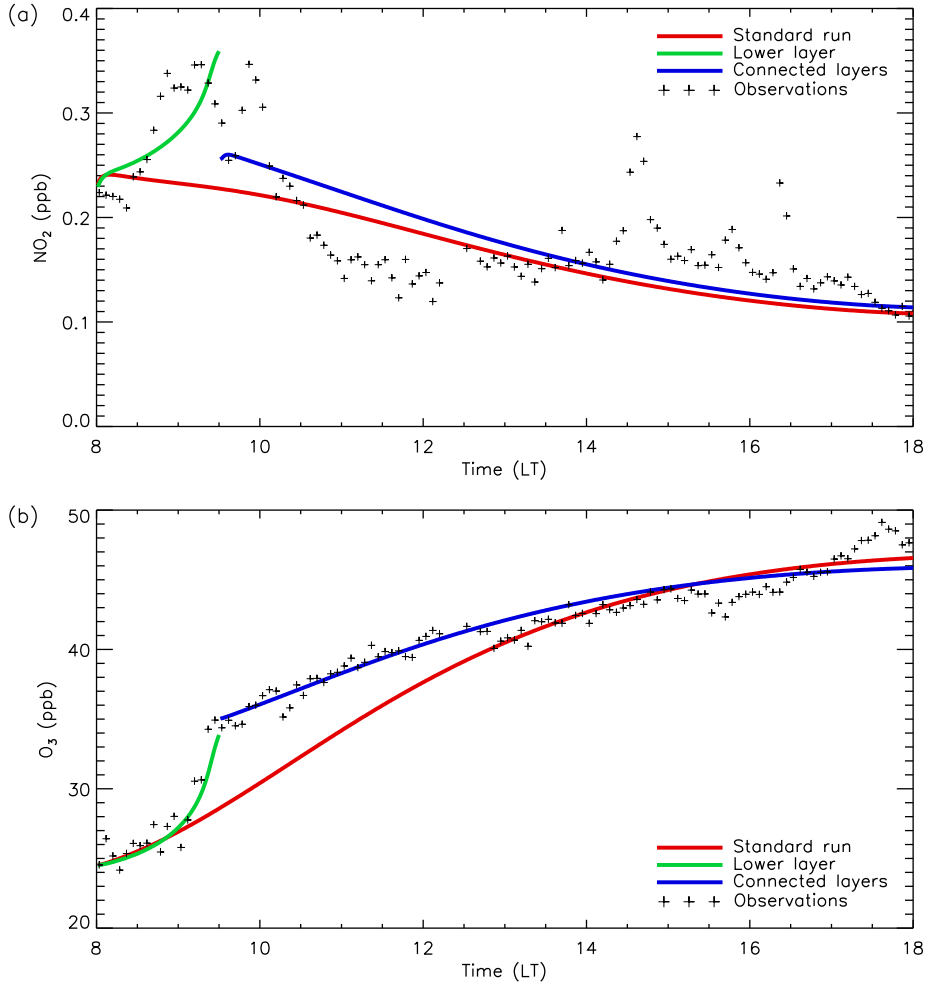 (a)
0.4
0.3
0.2
0.1
0.0
NO2 (ppb)
Standard run
Lower layer
Connected layers
Observations
8 10 12 14 16 18
Time (LT)
(b)
50
40
30
20
O3 (ppb)
Standard run
Lower layer
Connected layers
Observations
8 10 12 14 16 18
Time (LT)